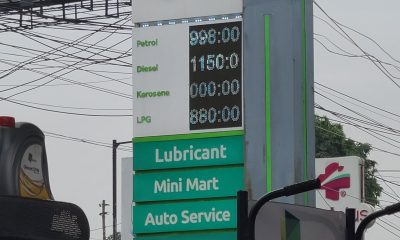 Petrol 998:00
Diesel 1150:0
Kerosene 000:00
LPG 880:00
Lubricant
Mini Mart
Auto Service